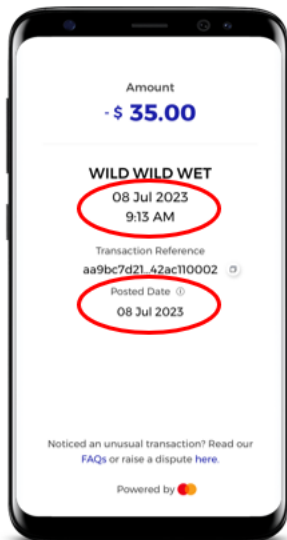 Amount
- $ 35.00
WILD WILD WET
08 Jul 2023
9:13 AM
Transaction Reference
aa9bc7d21...42ac110002
Posted Date
08 Jul 2023
Noticed an unusual transaction? Read our
FAQs or raise a dispute here.
Powered by